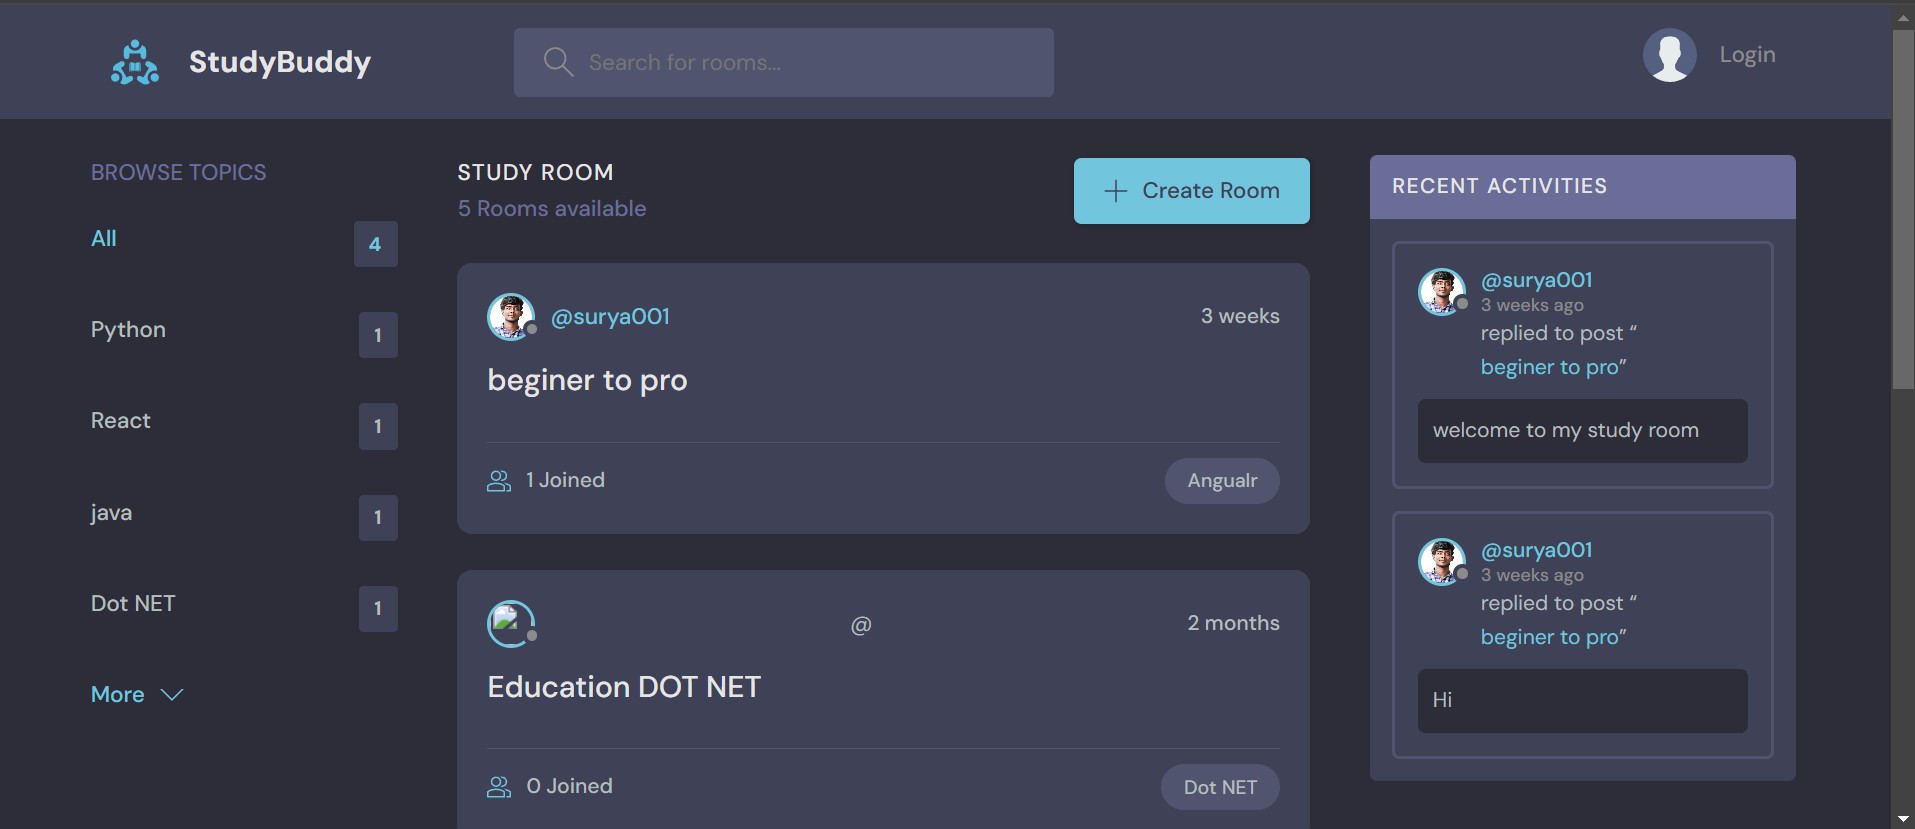 StudyBuddy
Search for rooms...
Login
BROWSE TOPICS
All 4
Python 1
React 1
java 1
Dot NET 1
More
STUDY ROOM
5 Rooms available
Create Room
@surya001 3 weeks
beginer to pro
1 Joined Angualr
@ 2 months
Education DOT NET
0 Joined Dot NET
RECENT ACTIVITIES
@surya001
3 weeks ago
replied to post “
beginer to pro”
welcome to my study room
@surya001
3 weeks ago
replied to post “
beginer to pro”
Hi